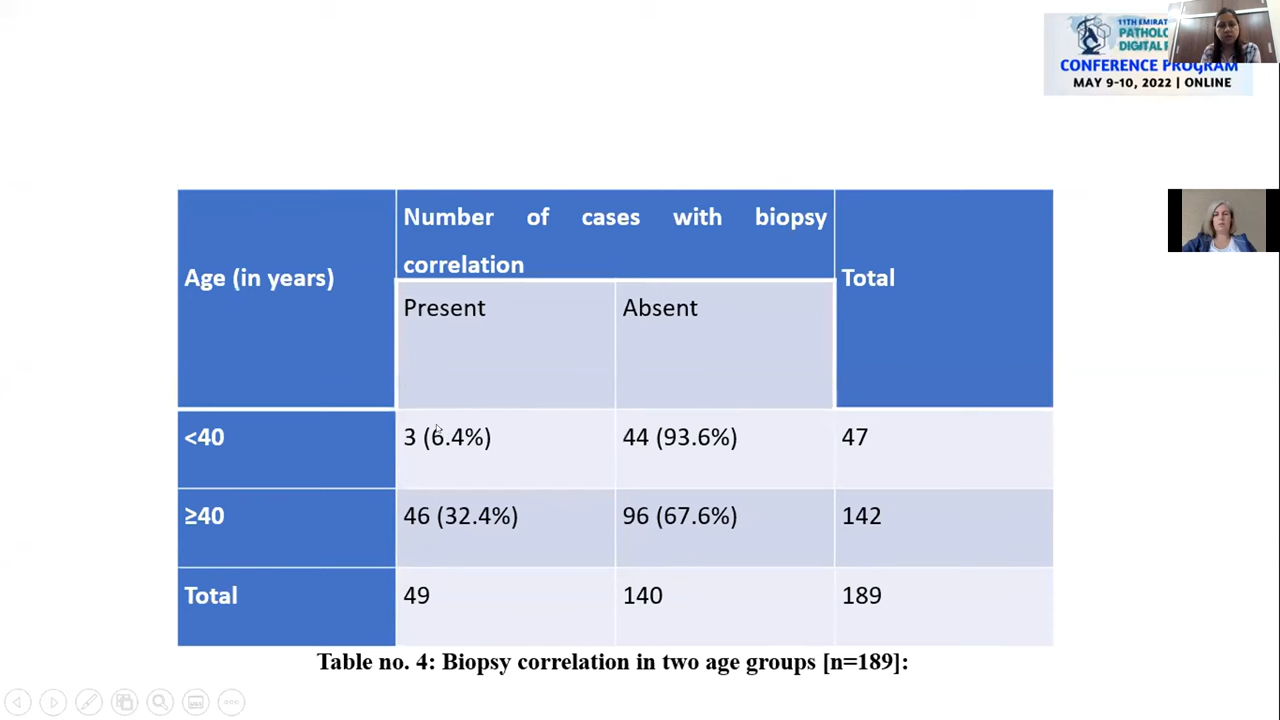 11TH EMIRAT
PATHOLO
DIGITAL
CONFERENCE PROGRAM
MAY 9-10, 2022 | ONLINE
Age (in years)
Number of cases with biopsy
correlation
Total
Present
Absent
<40
3 (6.4%)
44 (93.6%)
47
≥40
46 (32.4%)
96 (67.6%)
142
Total
49
140
189
Table no. 4: Biopsy correlation in two age groups [n=189]: